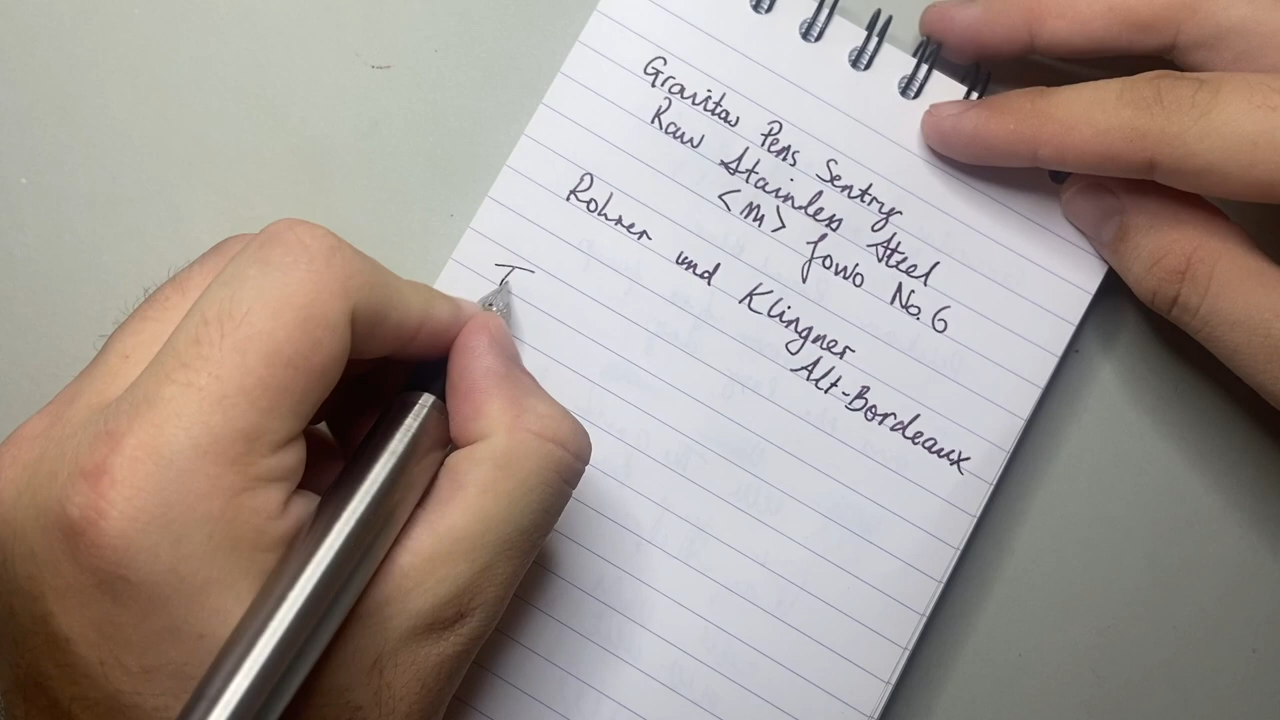 Gravitas Pens Sentry
Raw Stainless Steel
<M> Jowo No.6
Rohrer und Klingner
Alt-Bordeaux
T